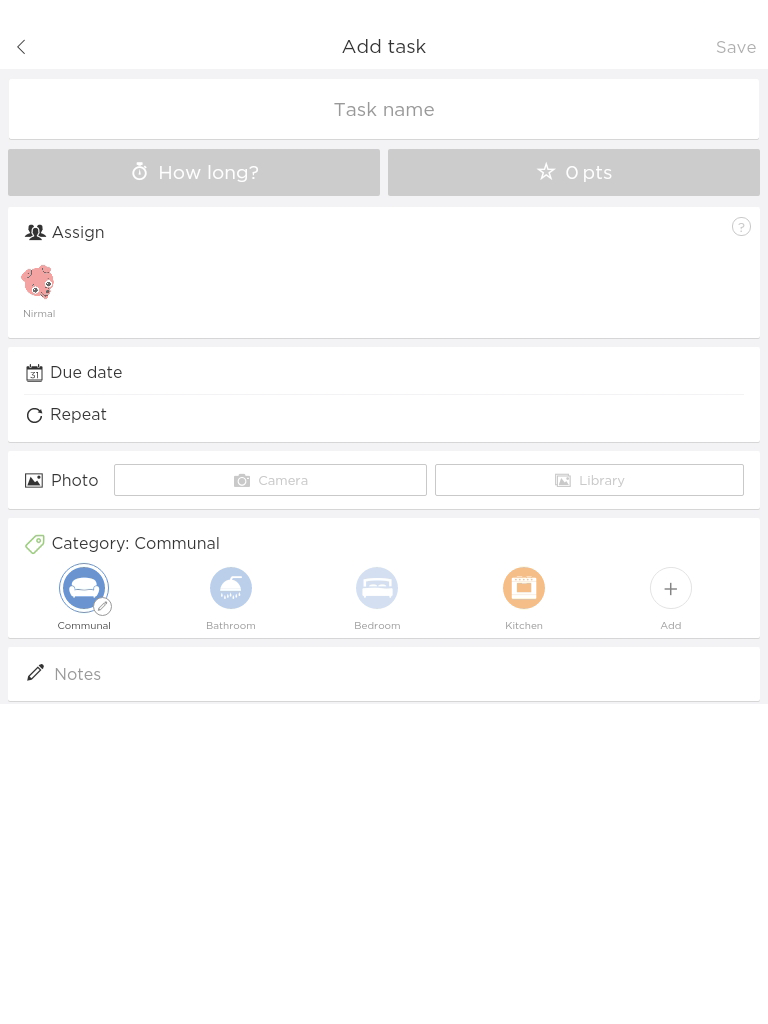 Add task
Save
Task name
How long?
0 pts
Assign
?
Nirmal
31
Due date
Repeat
Photo
Camera
Library
Category: Communal
Communal
Bathroom
Bedroom
Kitchen
Add
Notes